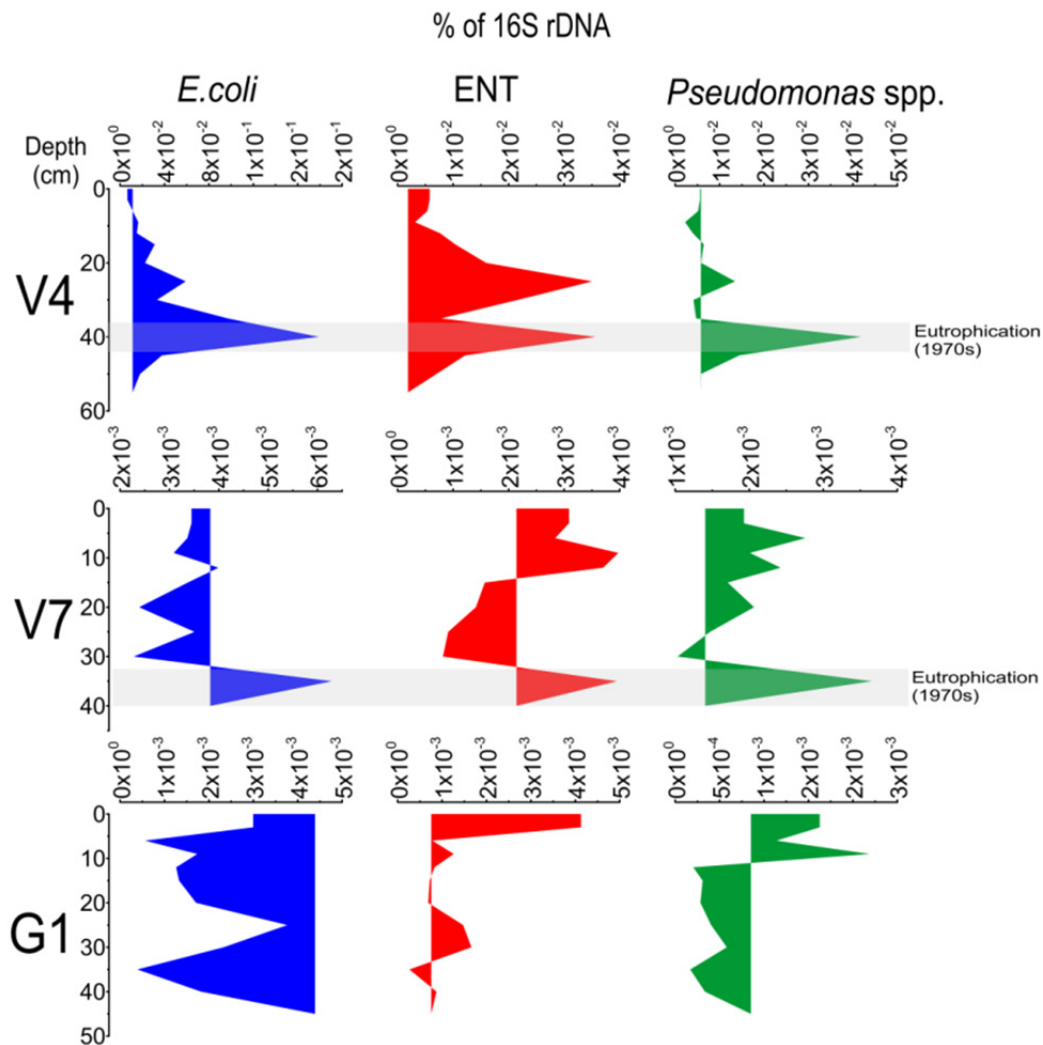 % of 16S rDNA
E.coli ENT Pseudomonas spp.
Depth
(cm)
0x10⁰ 4x10⁻² 8x10⁻² 1x10⁻¹ 2x10⁻¹ 2x10⁻¹
0x10⁰ 1x10⁻² 2x10⁻² 3x10⁻² 4x10⁻²
0x10⁰ 1x10⁻² 2x10⁻² 3x10⁻² 4x10⁻² 5x10⁻²
0
20
40
60
V4
Eutrophication
(1970s)
2x10⁻³ 3x10⁻³ 4x10⁻³ 5x10⁻³ 6x10⁻³
0x10⁰ 1x10⁻³ 2x10⁻³ 4x10⁻³
1x10⁻³ 2x10⁻³ 3x10⁻³ 4x10⁻³
0
10
20
30
40
V7
Eutrophication
(1970s)
0x10⁰ 1x10⁻³ 2x10⁻³ 3x10⁻³ 4x10⁻³ 5x10⁻³
0x10⁰ 1x10⁻³ 2x10⁻³ 3x10⁻³ 4x10⁻³ 5x10⁻³
0x10⁰ 5x10⁻⁴ 1x10⁻³ 2x10⁻³ 2x10⁻³ 3x10⁻³
0
10
20
30
40
50
G1